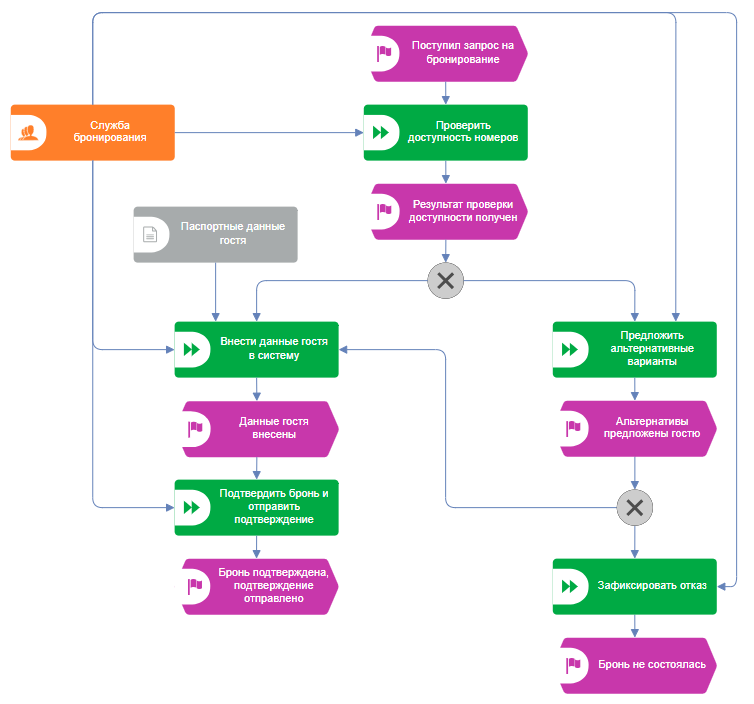 Поступил запрос на
бронирование
Служба
бронирования
Проверить
доступность номеров
Результат проверки
доступности получен
Паспортные данные
гостя
Внести данные гостя
в систему
Предложить
альтернативные
варианты
Данные гостя
внесены
Альтернативы
предложены гостю
Подтвердить бронь и
отправить
подтверждение
Бронь подтверждена,
подтверждение
отправлено
Зафиксировать отказ
Бронь не состоялась